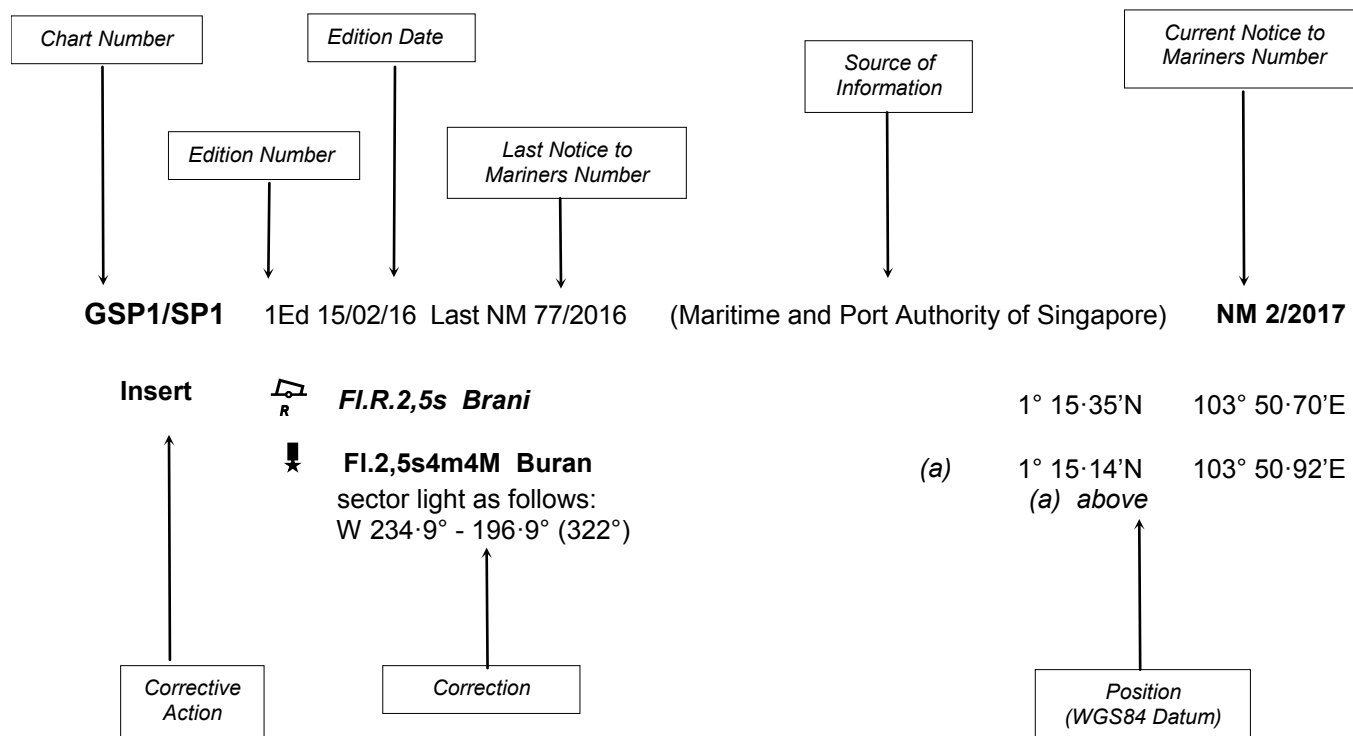 Chart Number
Edition Date
Source of
Information
Current Notice to
Mariners Number
Edition Number
Last Notice to
Mariners Number
GSP1/SP1 1Ed 15/02/16 Last NM 77/2016 (Maritime and Port Authority of Singapore) NM 2/2017
Insert R Fl.R.2,5s Brani 1° 15·35’N 103° 50·70’E
Fl.2,5s4m4M Buran (a) 1° 15·14’N 103° 50·92’E
sector light as follows: (a) above
W 234·9° - 196·9° (322°)
Corrective
Action
Correction
Position
(WGS84 Datum)